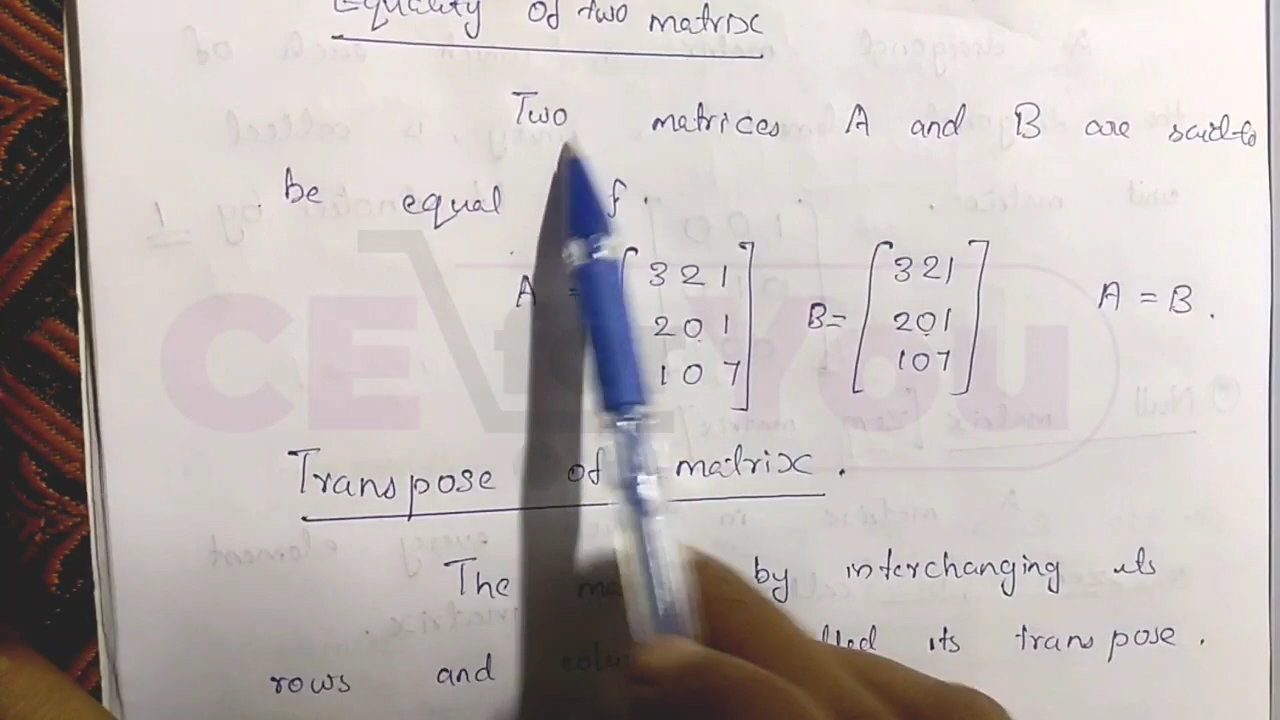 Equality of two matrix
Two matrices A and B are said to
be equal f.
A = [ 3 2 1 B= [ 3 2 1 ] A = B.
2 0 1 ] 2 0 1
1 0 7 1 0 7
Transpose of matrix.
The by interchanging its
rows and its transpose.
CE You